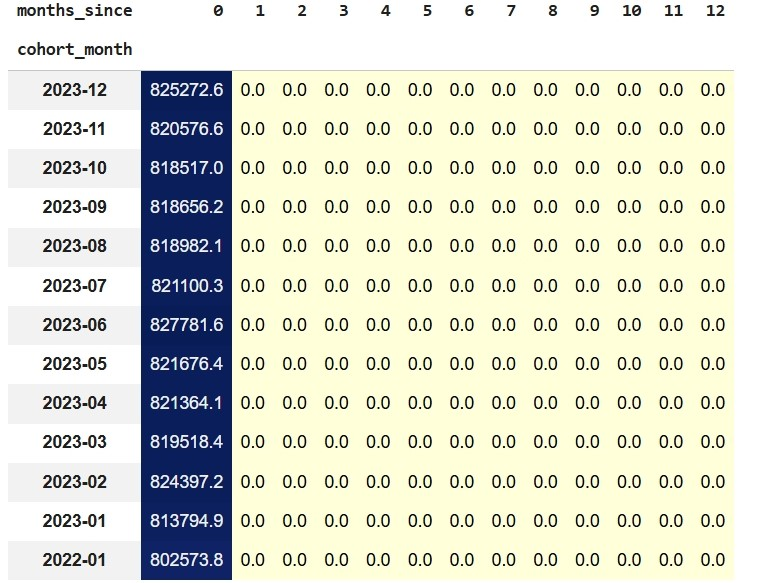 months_since 0 1 2 3 4 5 6 7 8 9 10 11 12
cohort_month
2023-12 825272.6 0.0 0.0 0.0 0.0 0.0 0.0 0.0 0.0 0.0 0.0 0.0 0.0
2023-11 820576.6 0.0 0.0 0.0 0.0 0.0 0.0 0.0 0.0 0.0 0.0 0.0 0.0
2023-10 818517.0 0.0 0.0 0.0 0.0 0.0 0.0 0.0 0.0 0.0 0.0 0.0 0.0
2023-09 818656.2 0.0 0.0 0.0 0.0 0.0 0.0 0.0 0.0 0.0 0.0 0.0 0.0
2023-08 818982.1 0.0 0.0 0.0 0.0 0.0 0.0 0.0 0.0 0.0 0.0 0.0 0.0
2023-07 821100.3 0.0 0.0 0.0 0.0 0.0 0.0 0.0 0.0 0.0 0.0 0.0 0.0
2023-06 827781.6 0.0 0.0 0.0 0.0 0.0 0.0 0.0 0.0 0.0 0.0 0.0 0.0
2023-05 821676.4 0.0 0.0 0.0 0.0 0.0 0.0 0.0 0.0 0.0 0.0 0.0 0.0
2023-04 821364.1 0.0 0.0 0.0 0.0 0.0 0.0 0.0 0.0 0.0 0.0 0.0 0.0
2023-03 819518.4 0.0 0.0 0.0 0.0 0.0 0.0 0.0 0.0 0.0 0.0 0.0 0.0
2023-02 824397.2 0.0 0.0 0.0 0.0 0.0 0.0 0.0 0.0 0.0 0.0 0.0 0.0
2023-01 813794.9 0.0 0.0 0.0 0.0 0.0 0.0 0.0 0.0 0.0 0.0 0.0 0.0
2022-01 802573.8 0.0 0.0 0.0 0.0 0.0 0.0 0.0 0.0 0.0 0.0 0.0 0.0